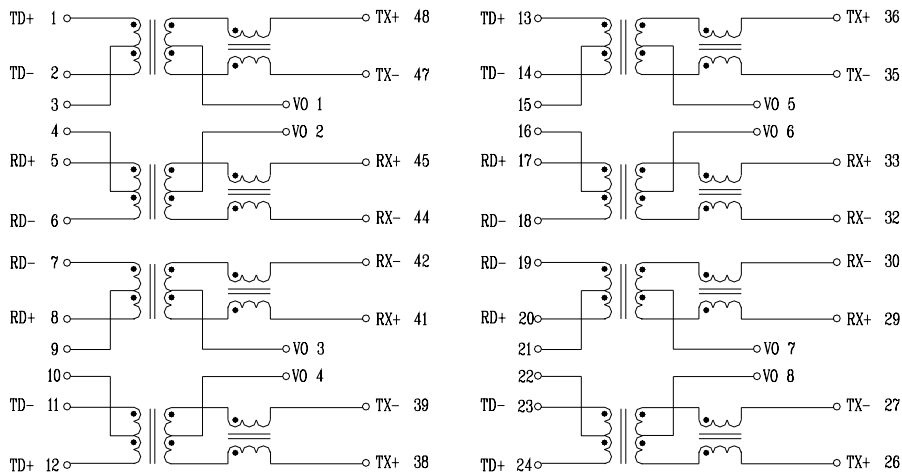 TD+ 1 TX+ 48 TD+ 13 TX+ 36
TD- 2 TX- 47 TD- 14 TX- 35
3 VO 1 15 VO 5
4 VO 2 16 VO 6
RD+ 5 RX+ 45 RD+ 17 RX+ 33
RD- 6 RX- 44 RD- 18 RX- 32
RD- 7 RX- 42 RD- 19 RX- 30
RD+ 8 RX+ 41 RD+ 20 RX+ 29
9 VO 3 21 VO 7
10 VO 4 22 VO 8
TD- 11 TX- 39 TD- 23 TX- 27
TD+ 12 TX+ 38 TD+ 24 TX+ 26